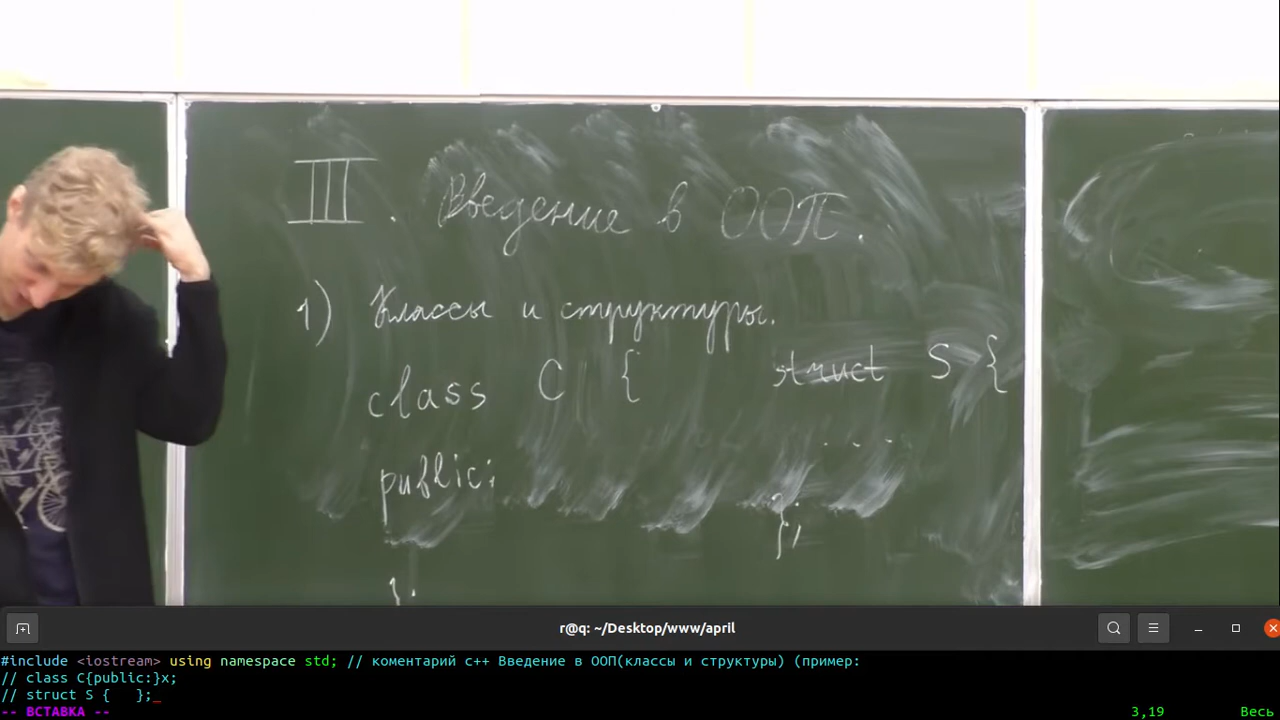 III. Введение в ООП.
1) Классы и структуры.
class C { struct S {
public: ....
}; };
r@q: ~/Desktop/www/april
#include <iostream> using namespace std; // коментарий c++ Введение в ООП(классы и структуры) (пример:
// class C{public:}x;
// struct S { };
-- ВСТАВКА -- 3,19 Весь